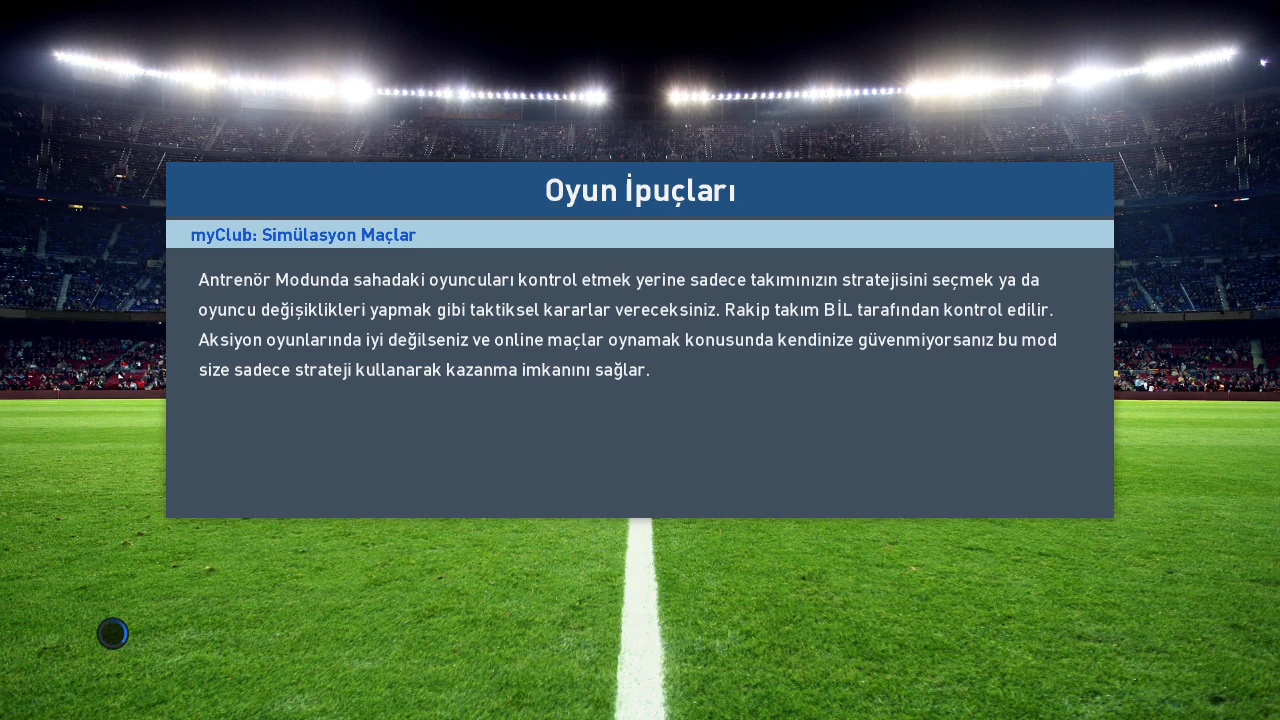 Oyun İpuçları
myClub: Simülasyon Maçlar
Antrenör Modunda sahadaki oyuncuları kontrol etmek yerine sadece takımınızın stratejisini seçmek ya da
oyuncu değişiklikleri yapmak gibi taktiksel kararlar vereceksiniz. Rakip takım BİL tarafından kontrol edilir.
Aksiyon oyunlarında iyi değilseniz ve online maçlar oynamak konusunda kendinize güvenmiyorsanız bu mod
size sadece strateji kullanarak kazanma imkanını sağlar.